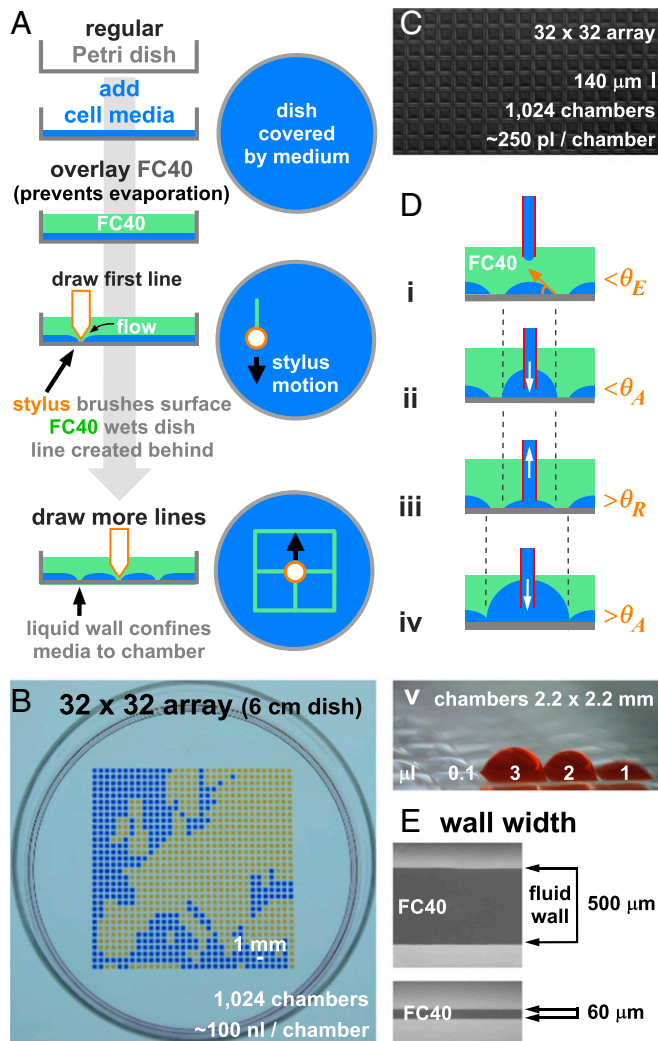 A
regular
Petri dish
add
cell media
dish
covered
by medium
overlay FC40
(prevents evaporation)
FC40
draw first line
flow
stylus
motion
stylus brushes surface
FC40 wets dish
line created behind
draw more lines
liquid wall confines
media to chamber
B
32 x 32 array (6 cm dish)
1 mm
1,024 chambers
~100 nl / chamber
C
32 x 32 array
140 μm
1,024 chambers
~250 pl / chamber
D
FC40
i
<θE
ii
<θA
iii
>θR
iv
>θA
v chambers 2.2 x 2.2 mm
μl 0.1 3 2 1
E wall width
FC40
fluid
wall
500 μm
FC40
60 μm